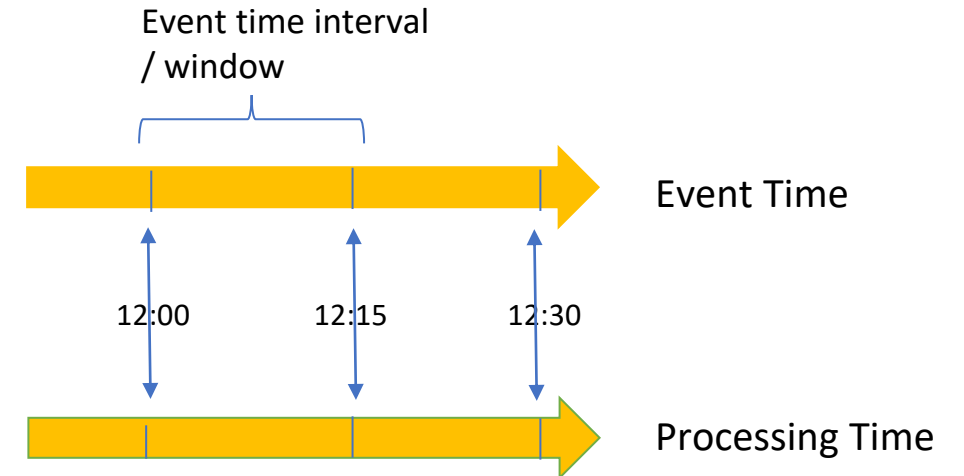 Event time interval
/ window
Event Time
12:00
12:15
12:30
Processing Time